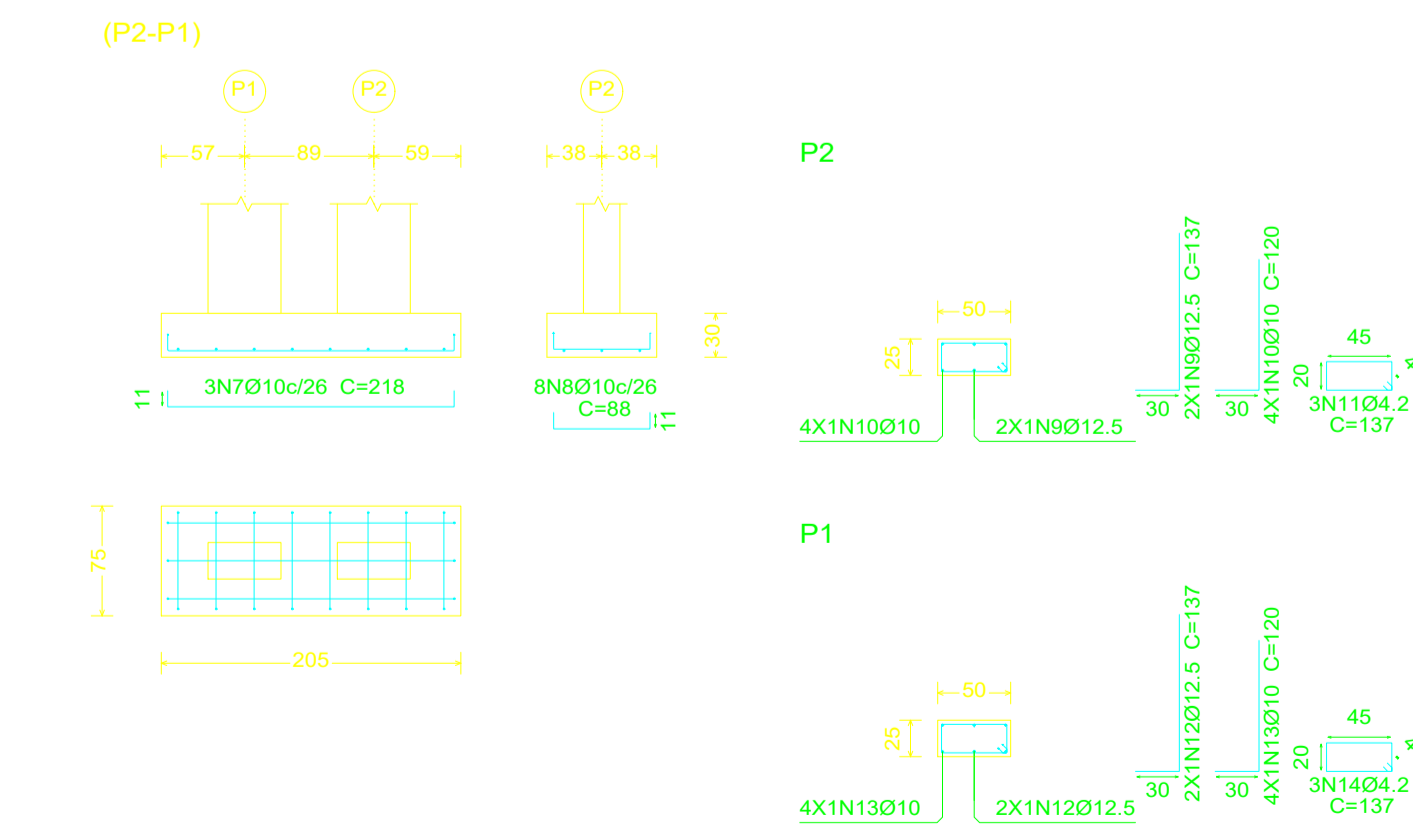 (P2-P1)
P1
P2
P2
57
89
59
38
38
30
11
3N7Ø10c/26 C=218
8N8Ø10c/26
C=88
11
75
205
P2
50
25
4X1N10Ø10
2X1N9Ø12.5
30
2X1N9Ø12.5 C=137
30
4X1N10Ø10 C=120
20
45
3N11Ø4.2
C=137
P1
50
25
4X1N13Ø10
2X1N12Ø12.5
30
2X1N12Ø12.5 C=137
30
4X1N13Ø10 C=120
20
45
3N14Ø4.2
C=137